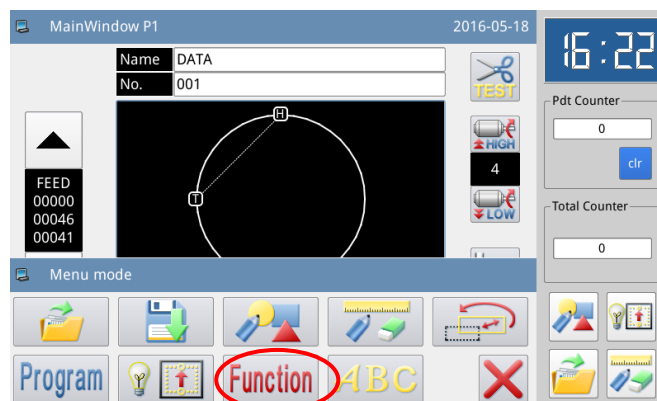 MainWindow P1
2016-05-18
Name DATA
No. 001
TEST
H
T
HIGH
4
LOW
FEED
00000
00046
00041
16:22
Pdt Counter
0
clr
Total Counter
0
Menu mode
Program
Function
ABC